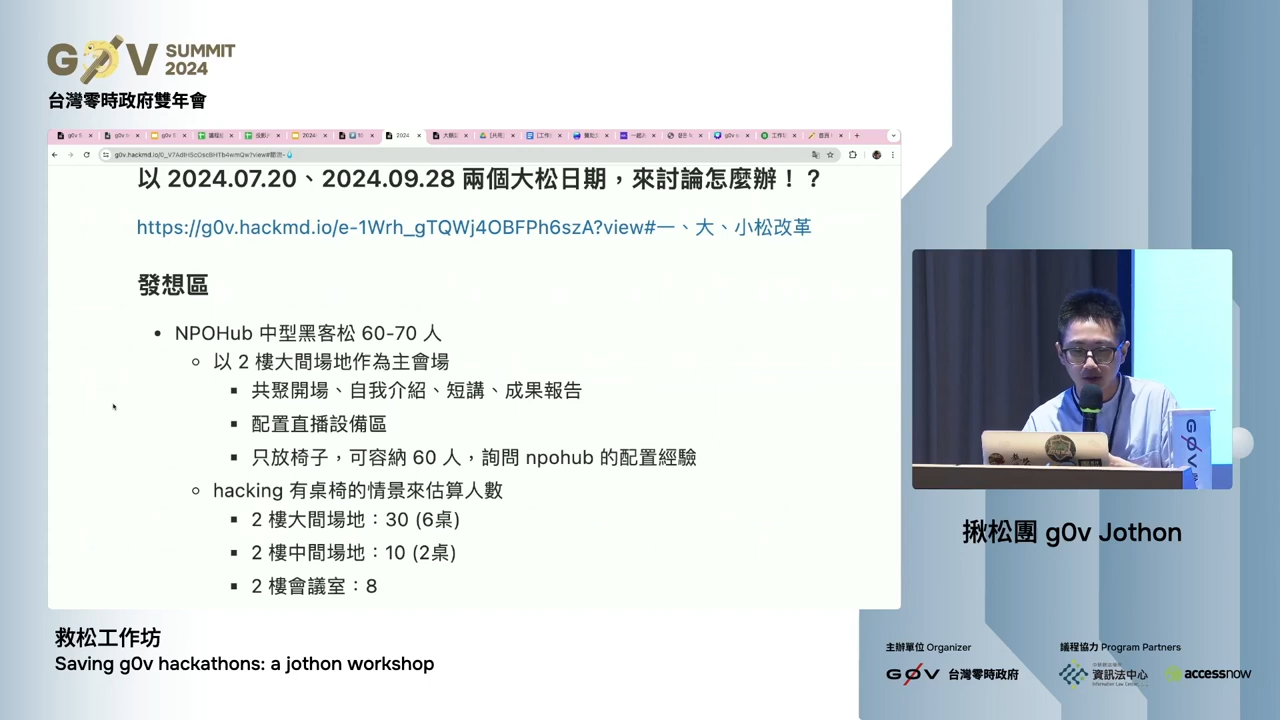 GØV SUMMIT 2024
台灣零時政府雙年會
g0v.hackmd.io/
以 2024.07.20、2024.09.28 兩個大松日期，來討論怎麼辦！？
https://g0v.hackmd.io/e-1Wrh_gTQWj4OBFPh6szA?view#一、大、小松改革
發想區
• NPOHub 中型黑客松 60-70 人
○ 以 2 樓大間場地作為主會場
▪ 共聚開場、自我介紹、短講、成果報告
▪ 配置直播設備區
▪ 只放椅子，可容納 60 人，詢問 npohub 的配置經驗
○ hacking 有桌椅的情景來估算人數
▪ 2 樓大間場地：30 (6桌)
▪ 2 樓中間場地：10 (2桌)
▪ 2 樓會議室：8
GØV
揪松團 g0v Jothon
救松工作坊
Saving g0v hackathons: a jothon workshop
主辦單位 Organizer
議程協力 Program Partners
GØV 台灣零時政府
資訊法中心
Information Law Center
accessnow